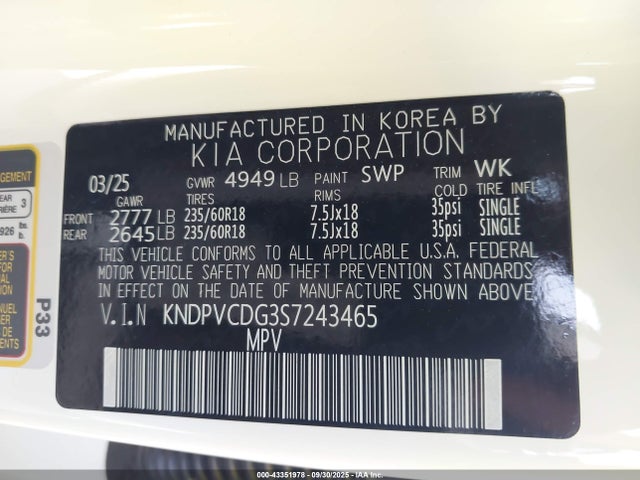 MANUFACTURED IN KOREA BY
KIA CORPORATION
03/25 GVWR 4949 LB PAINT SWP TRIM WK
GAWR RIMS COLD TIRE INFL
FRONT 2777 LB 235/60R18 7.5Jx18 35psi SINGLE
REAR 2645 LB 235/60R18 7.5Jx18 35psi SINGLE
THIS VEHICLE CONFORMS TO ALL APPLICABLE U.S.A. FEDERAL
MOTOR VEHICLE SAFETY AND THEFT PREVENTION STANDARDS
IN EFFECT ON THE DATE OF MANUFACTURE SHOWN ABOVE.
V.I.N KNDPVCDG3S7243465
MPV
P33
3
lbs.
000-43351978 - 09/30/2025 - IAA Inc.